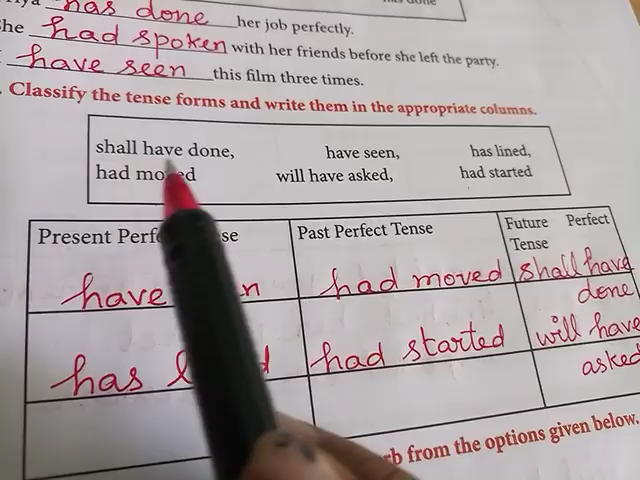 has done her job perfectly.
had spoken with her friends before she left the party.
have seen this film three times.
Classify the tense forms and write them in the appropriate columns.
shall have done, have seen, has lined,
will have asked, had started
Present Past Perfect Tense Future Perfect
Tense
have had moved shall have
done
has had started will have
asked
from the options given below.